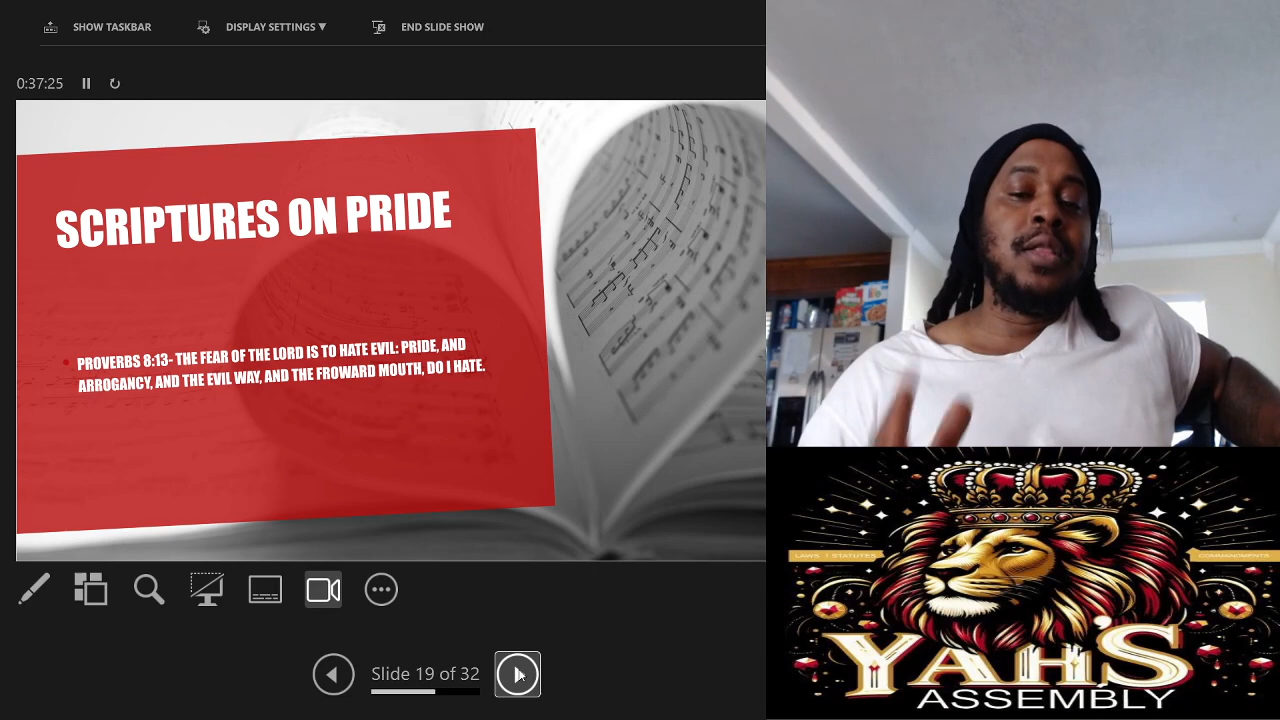 SHOW TASKBAR
DISPLAY SETTINGS ▼
END SLIDE SHOW
0:37:25
SCRIPTURES ON PRIDE
PROVERBS 8:13- THE FEAR OF THE LORD IS TO HATE EVIL: PRIDE, AND
ARROGANCY, AND THE EVIL WAY, AND THE FROWARD MOUTH, DO I HATE.
Slide 19 of 32
LAWS STATUTES
COMMANDMENTS
YAH'S
ASSEMBLY